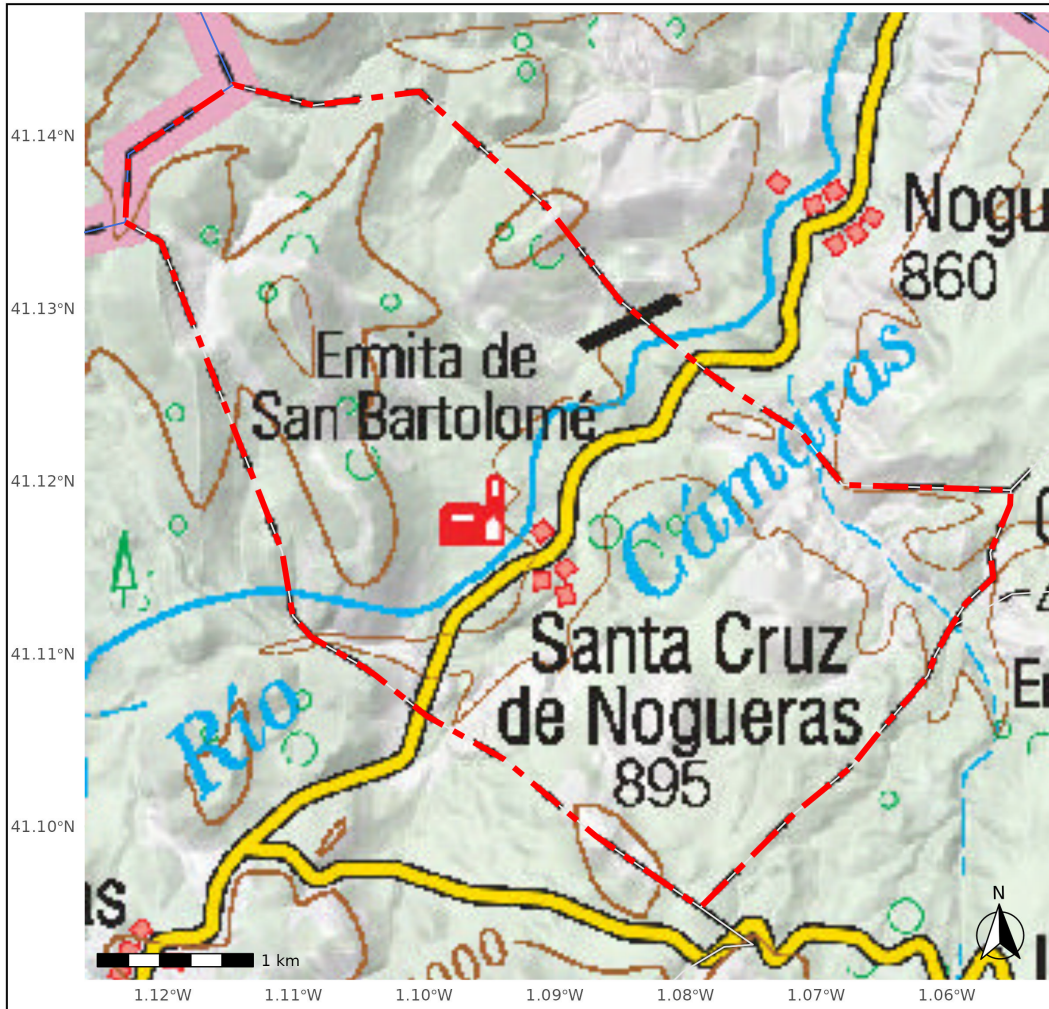 41.14°N
Nogu
860
41.13°N
Ermita de
San Bartolomé
Cámaras
41.12°N
Santa Cruz
de Nogueras
895
41.11°N
Río
41.10°N
as
000
N
1 km
1.12°W
1.11°W
1.10°W
1.09°W
1.08°W
1.07°W
1.06°W